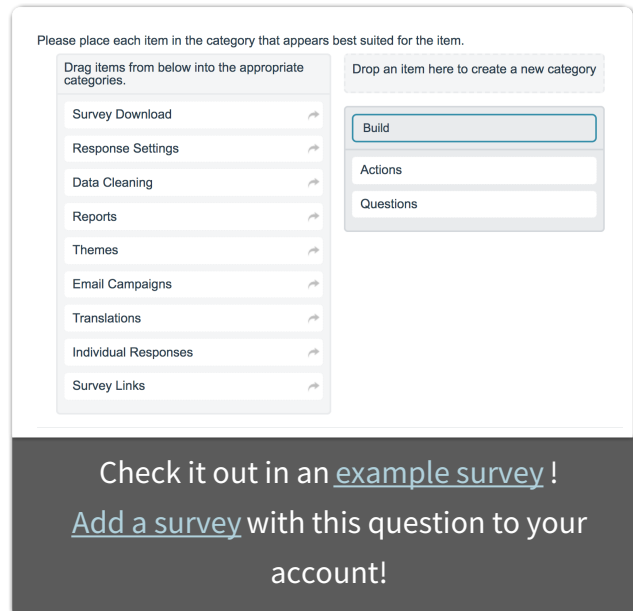 Please place each item in the category that appears best suited for the item.
Drag items from below into the appropriate
categories.
Survey Download
Response Settings
Data Cleaning
Reports
Themes
Email Campaigns
Translations
Individual Responses
Survey Links
Drop an item here to create a new category
Build
Actions
Questions
Check it out in an example survey !
Add a survey with this question to your
account!